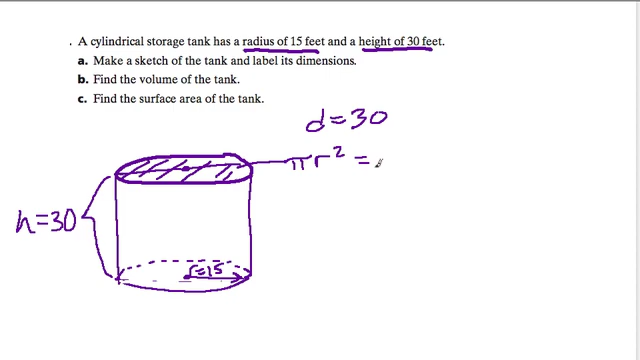 . A cylindrical storage tank has a radius of 15 feet and a height of 30 feet.
a. Make a sketch of the tank and label its dimensions.
b. Find the volume of the tank.
c. Find the surface area of the tank.
d=30
πr² =
h=30
r=15